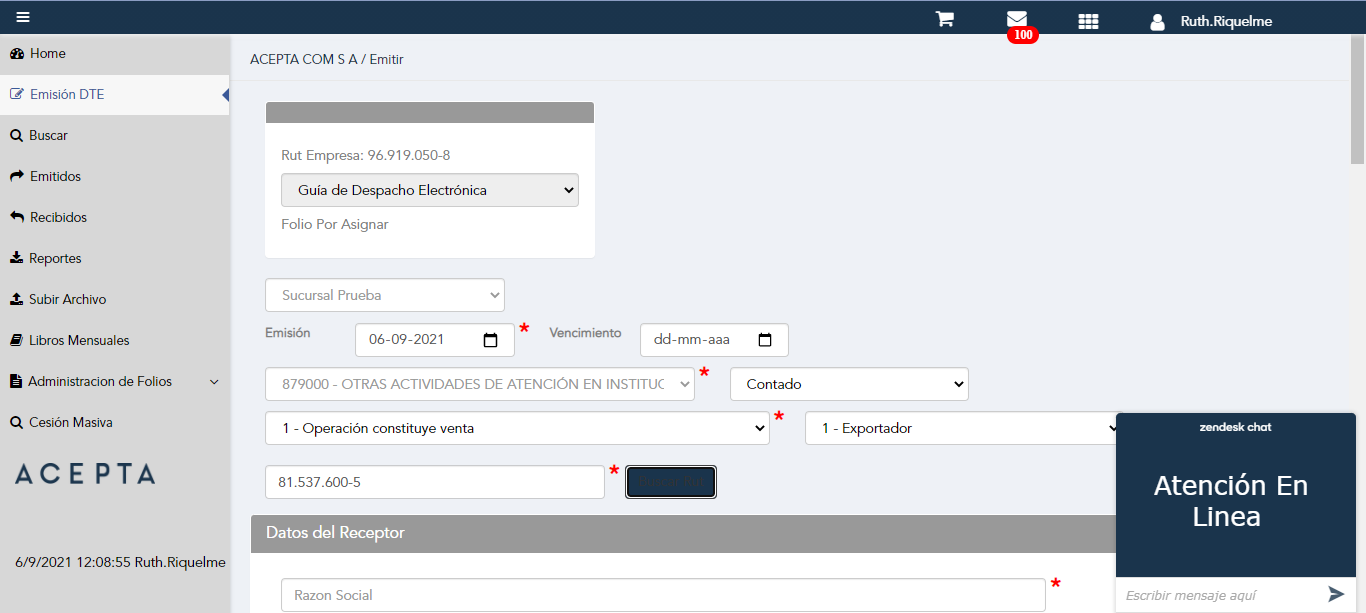 100
Ruth.Riquelme
Home
Emisión DTE
Buscar
Emitidos
Recibidos
Reportes
Subir Archivo
Libros Mensuales
Administracion de Folios
Cesión Masiva
ACEPTA
6/9/2021 12:08:55 Ruth.Riquelme
ACEPTA COM S A / Emitir
Rut Empresa: 96.919.050-8
Guía de Despacho Electrónica
Folio Por Asignar
Sucursal Prueba
Emisión 06-09-2021 * Vencimiento dd-mm-aaa
879000 - OTRAS ACTIVIDADES DE ATENCIÓN EN INSTITUC * Contado
1 - Operación constituye venta * 1 - Exportador
81.537.600-5 *
Datos del Receptor
Razon Social *
zendesk chat
Atención En
Linea
Escribir mensaje aquí